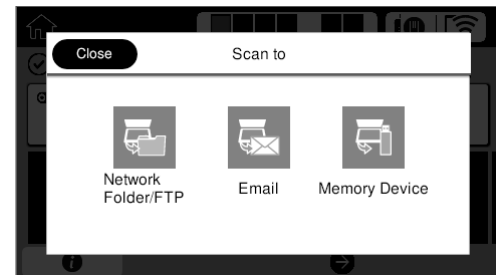 Close
Scan to
Network
Folder/FTP
Email
Memory Device